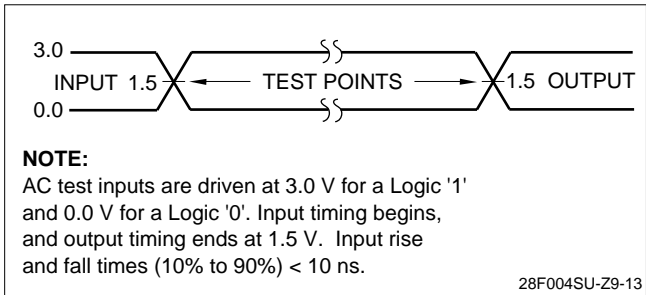 3.0
INPUT 1.5 TEST POINTS 1.5 OUTPUT
0.0
NOTE:
AC test inputs are driven at 3.0 V for a Logic '1'
and 0.0 V for a Logic '0'. Input timing begins,
and output timing ends at 1.5 V. Input rise
and fall times (10% to 90%) < 10 ns.
28F004SU-Z9-13